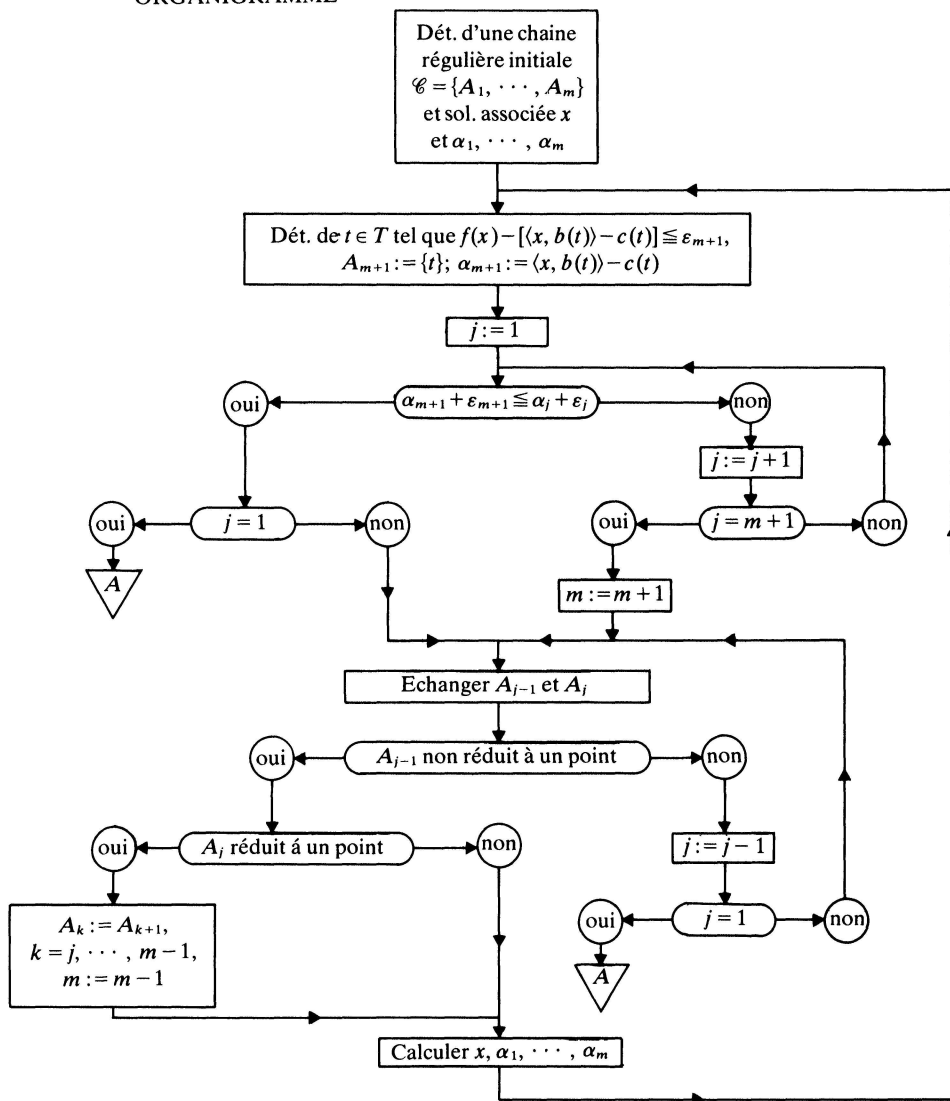 ORGANIGRAMME
Dét. d'une chaine
régulière initiale
𝒞 = {A₁, · · · , Aₘ}
et sol. associée x
et α₁, · · · , αₘ
Dét. de t ∈ T tel que f(x) − [⟨x, b(t)⟩ − c(t)] ≦ εₘ₊₁,
Aₘ₊₁ := {t}; αₘ₊₁ := ⟨x, b(t)⟩ − c(t)
j := 1
oui
αₘ₊₁ + εₘ₊₁ ≦ αⱼ + εⱼ
non
j := j + 1
oui
j = 1
non
oui
j = m + 1
non
A
m := m + 1
Echanger Aⱼ₋₁ et Aⱼ
oui
Aⱼ₋₁ non réduit à un point
non
oui
Aⱼ réduit á un point
non
j := j − 1
Aₖ := Aₖ₊₁,
k = j, · · · , m − 1,
m := m − 1
oui
j = 1
non
A
Calculer x, α₁, · · · , αₘ